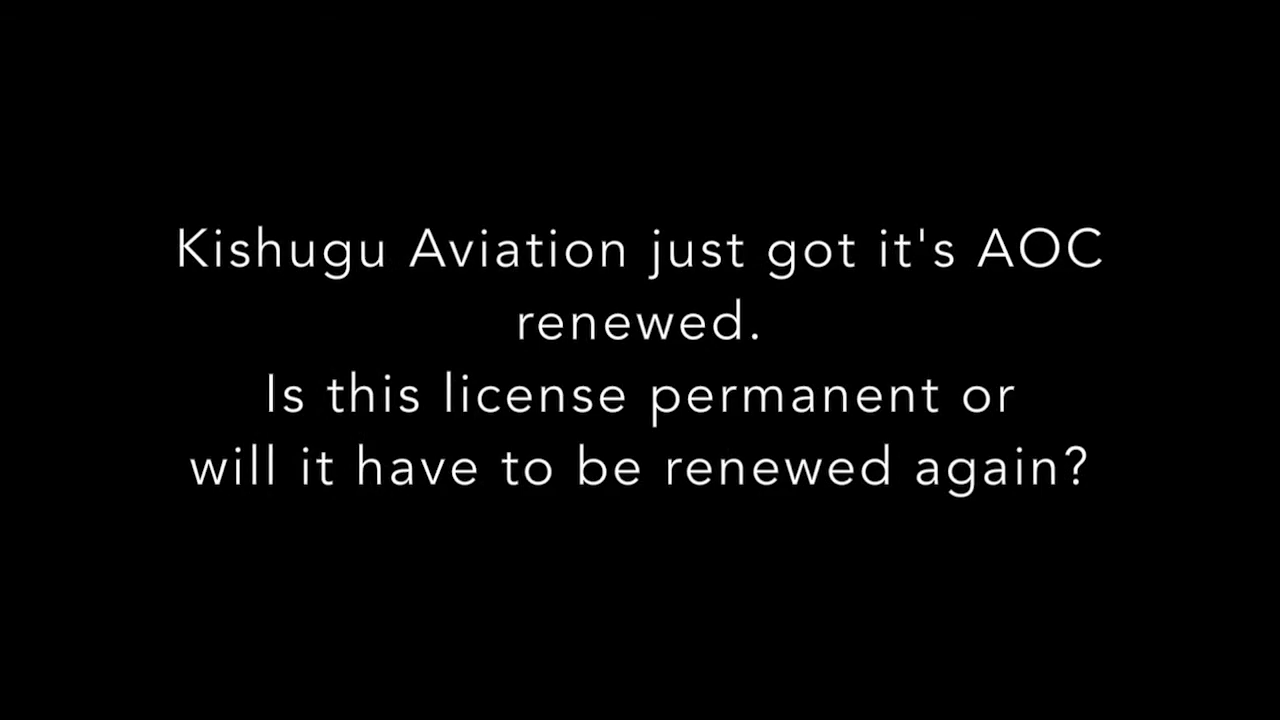 Kishugu Aviation just got it's AOC
renewed.
Is this license permanent or
will it have to be renewed again?